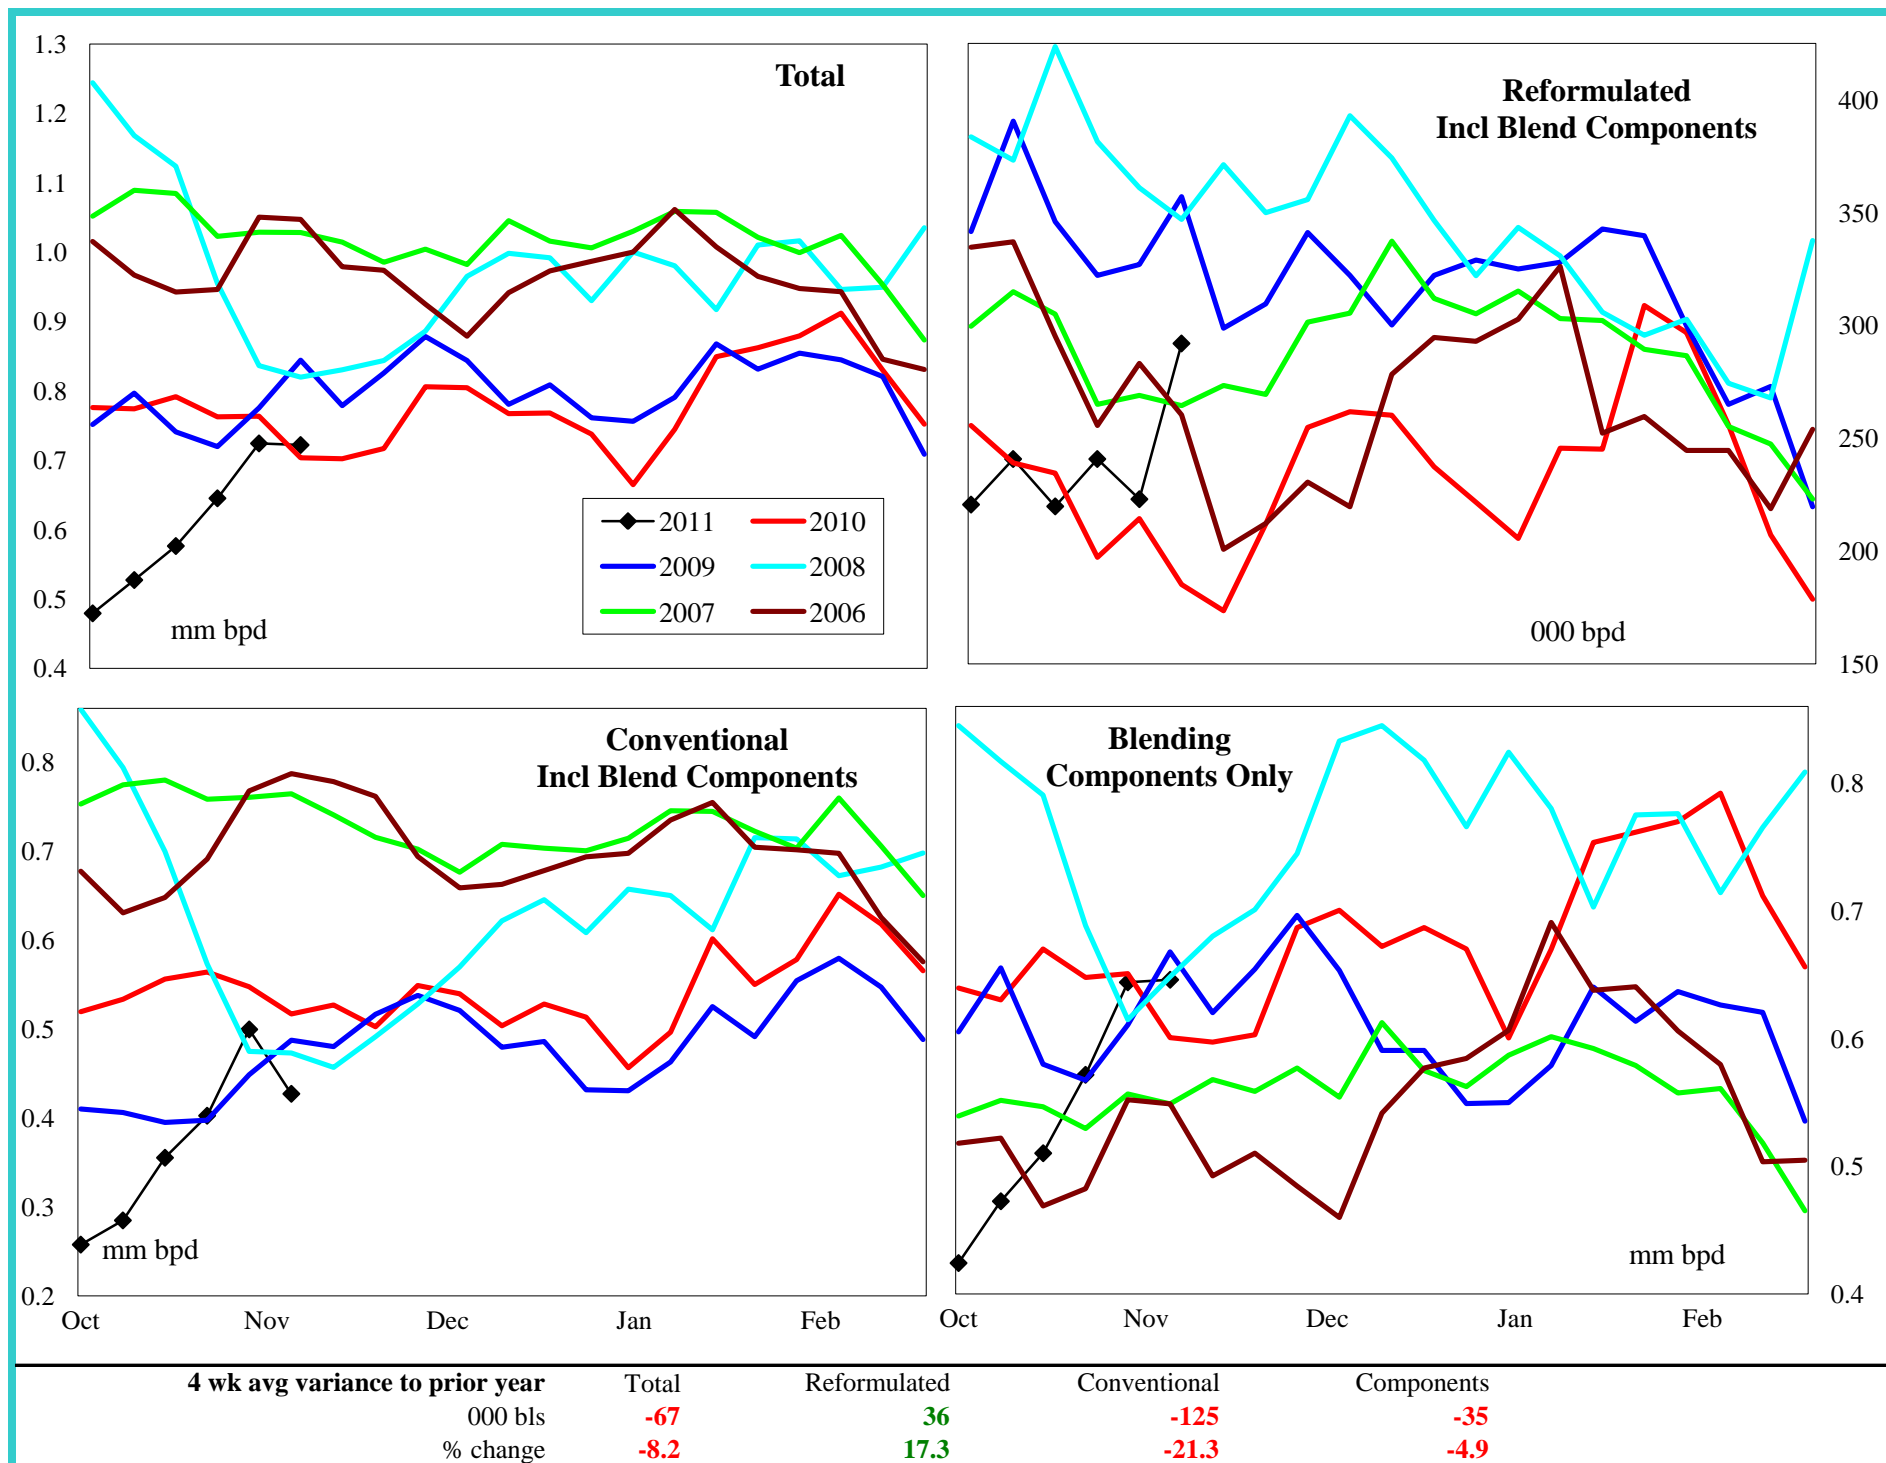 Total
1.3
1.2
1.1
1.0
0.9
0.8
0.7
0.6
0.5
0.4
mm bpd
2011 2010
2009 2008
2007 2006
Reformulated
Incl Blend Components
400
350
300
250
200
150
000 bpd
Conventional
Incl Blend Components
0.8
0.7
0.6
0.5
0.4
0.3
0.2
mm bpd
Oct Nov Dec Jan Feb
Blending
Components Only
0.8
0.7
0.6
0.5
0.4
mm bpd
Oct Nov Dec Jan Feb
4 wk avg variance to prior year Total Reformulated Conventional Components
000 bls -67 36 -125 -35
% change -8.2 17.3 -21.3 -4.9